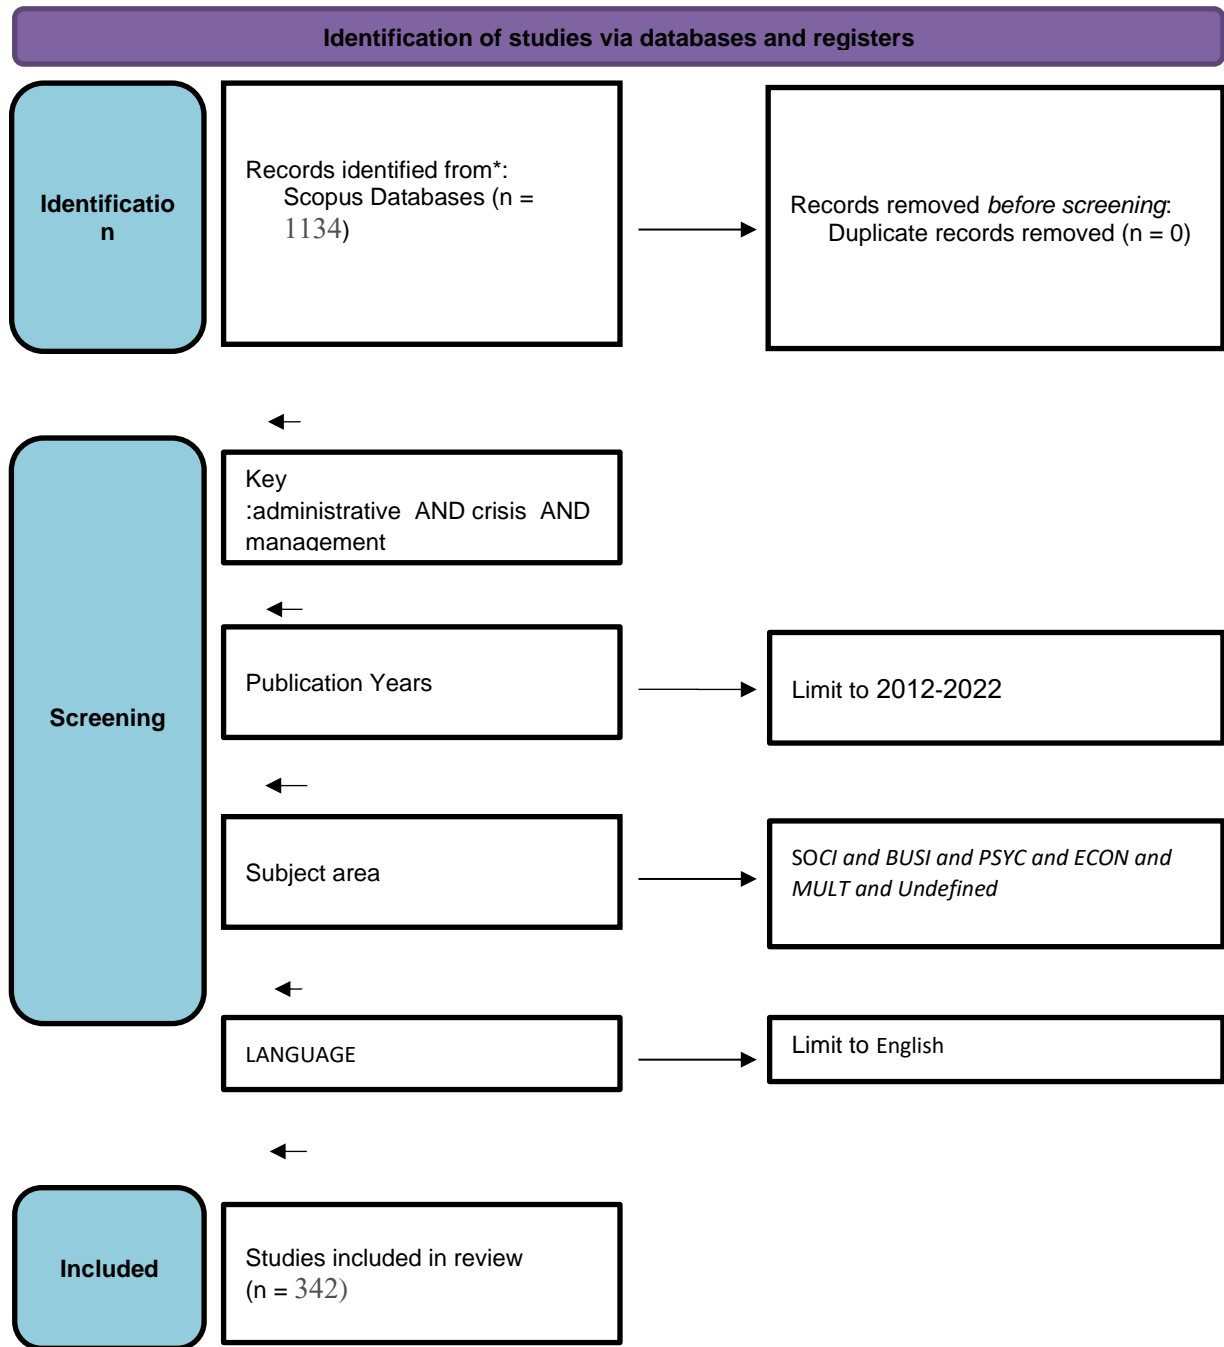 Identification of studies via databases and registers
Identificatio
n
Records identified from*:
Scopus Databases (n =
1134)
Records removed before screening:
Duplicate records removed (n = 0)
Screening
Key
:administrative AND crisis AND
management
Publication Years
Limit to 2012-2022
Subject area
SOCI and BUSI and PSYC and ECON and
MULT and Undefined
LANGUAGE
Limit to English
Included
Studies included in review
(n = 342)